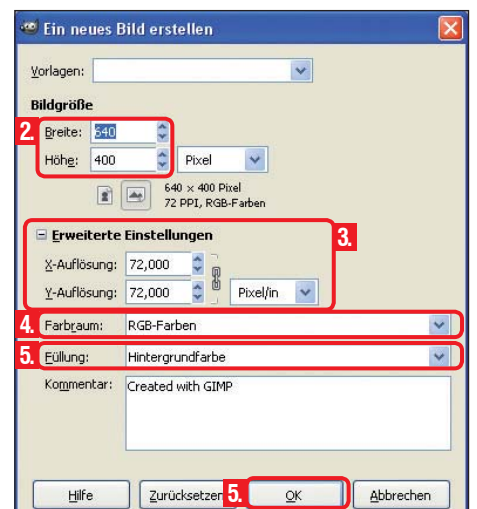 Ein neues Bild erstellen
Vorlagen:
Bildgröße
2. Breite: 640
Höhe: 400 Pixel
640 × 400 Pixel
72 PPI, RGB-Farben
Erweiterte Einstellungen 3.
X-Auflösung: 72,000
Y-Auflösung: 72,000 Pixel/in
4. Farbraum: RGB-Farben
5. Füllung: Hintergrundfarbe
Kommentar: Created with GIMP
Hilfe Zurücksetzen 5. OK Abbrechen